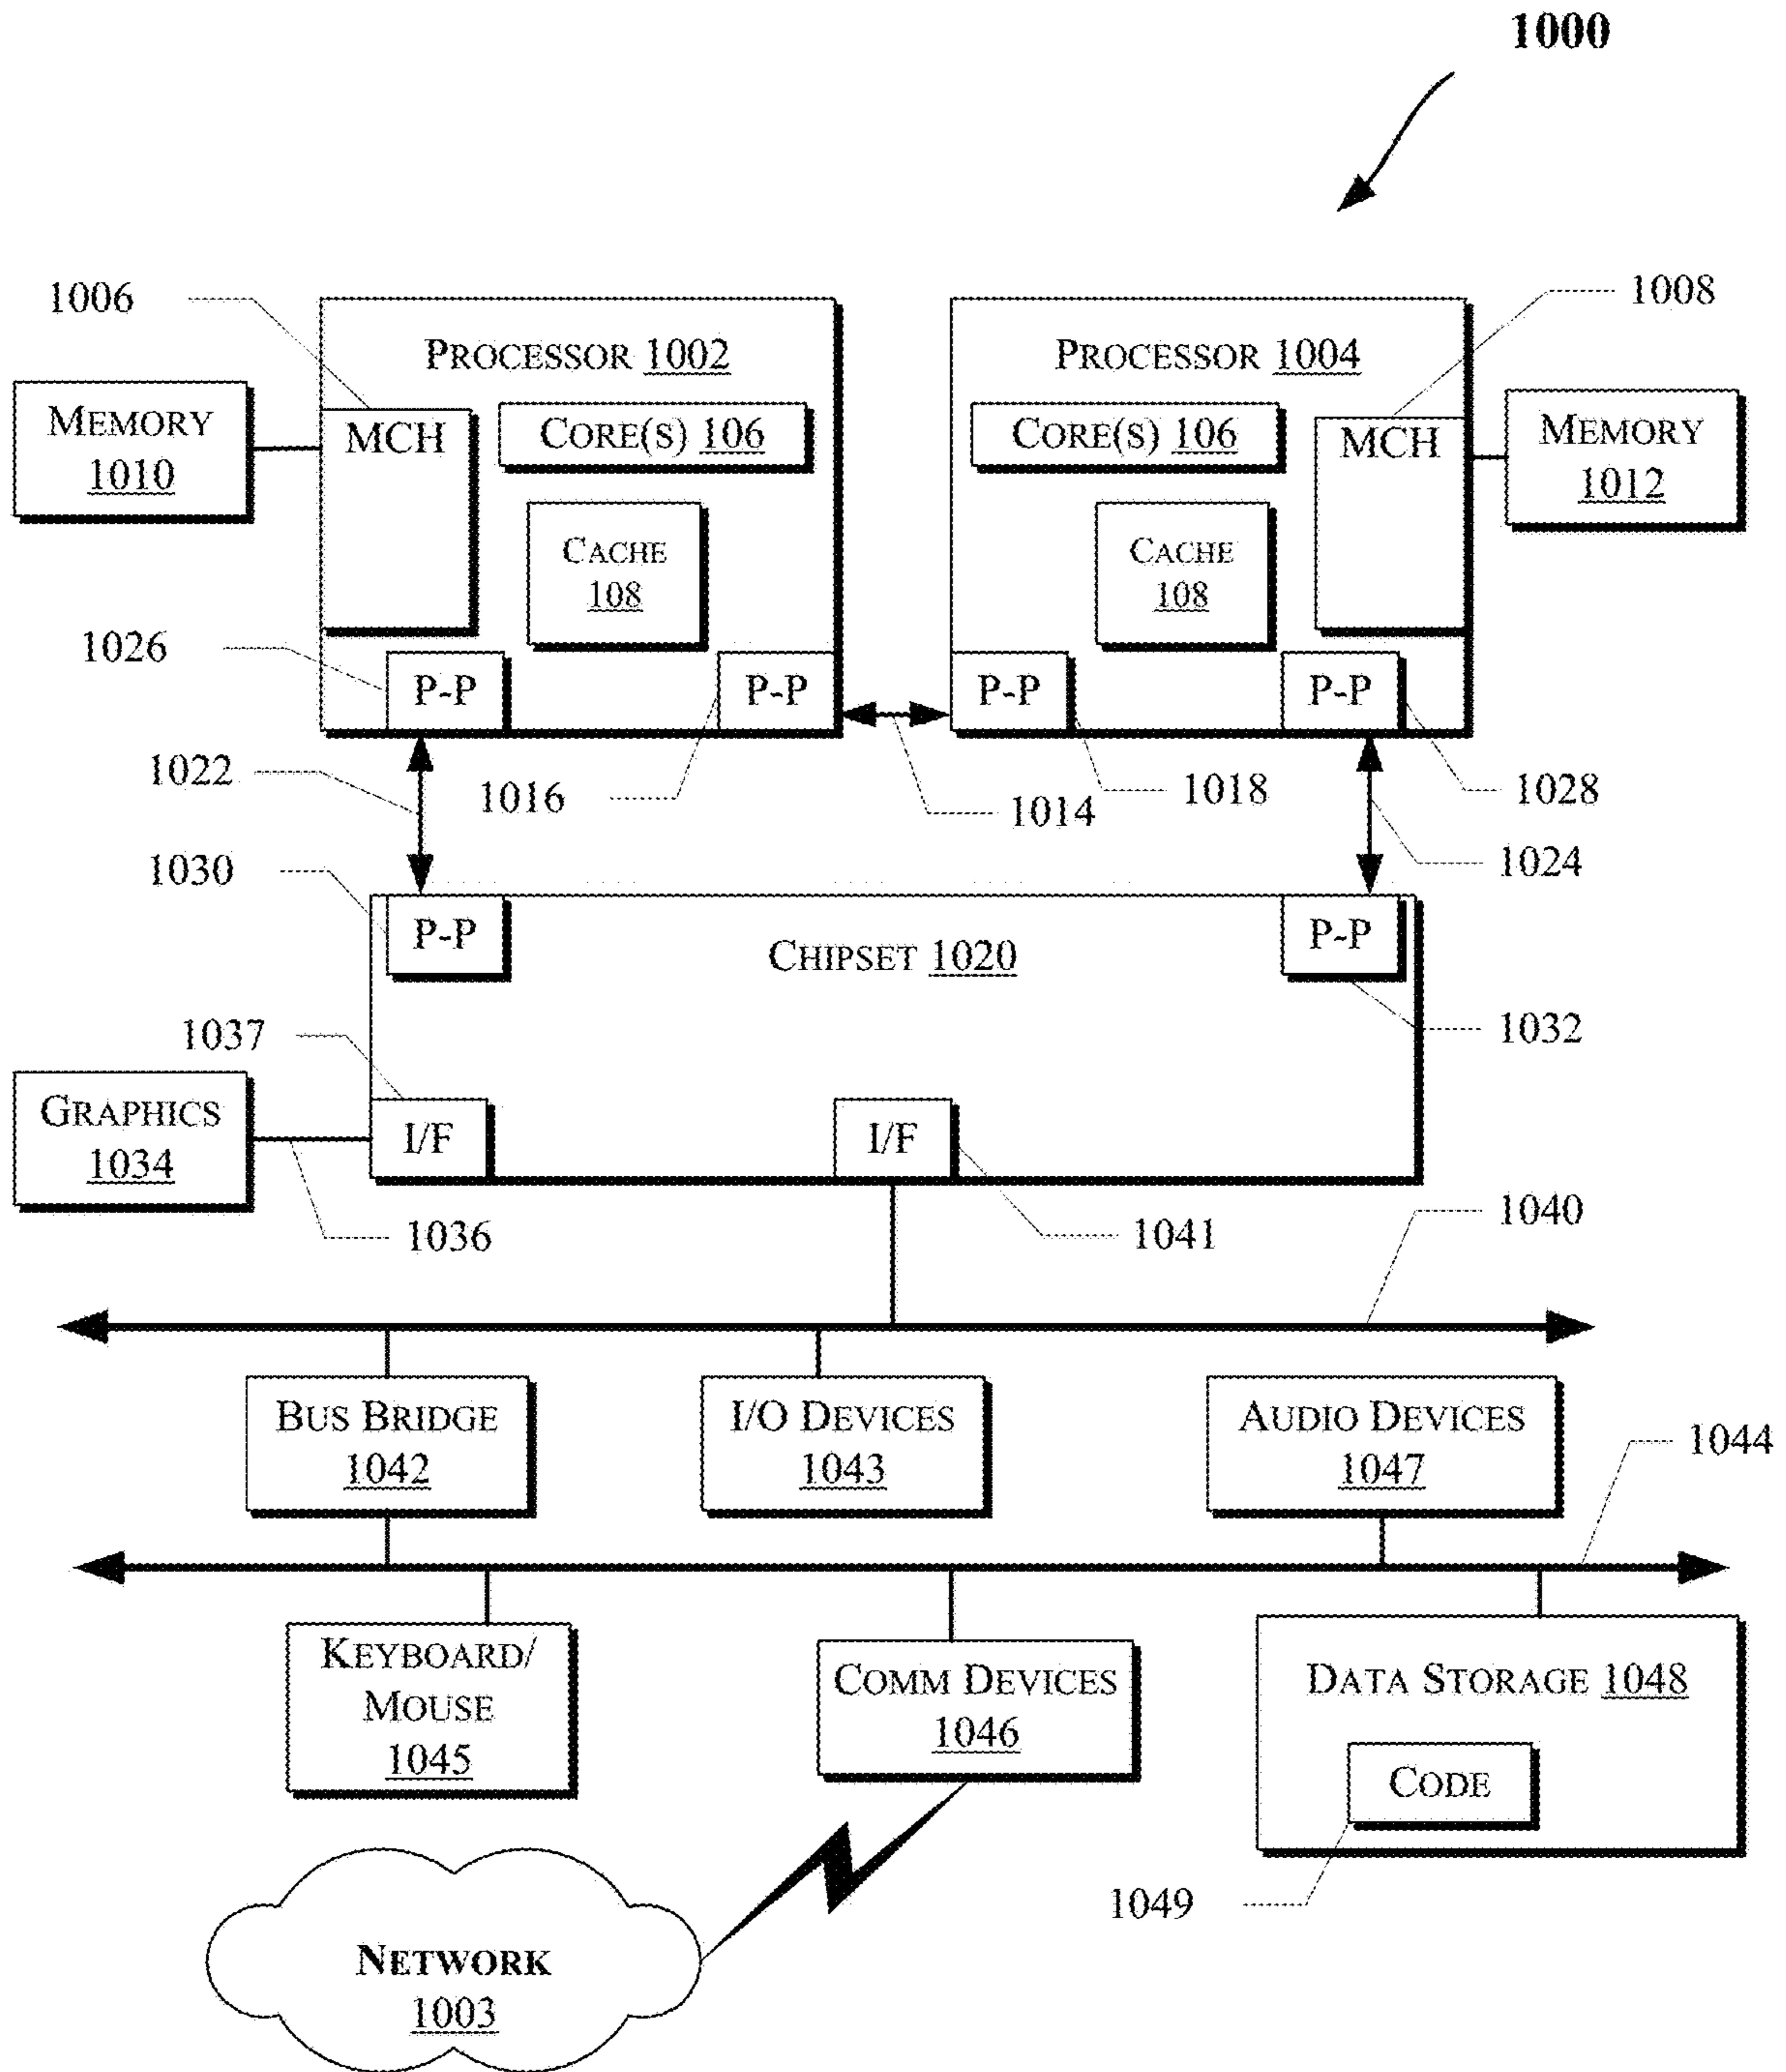 1000
1006
1008
PROCESSOR 1002
PROCESSOR 1004
MEMORY
1010
MCH
CORE(S) 106
CORE(S) 106
MCH
MEMORY
1012
CACHE
108
CACHE
108
1026
P-P
P-P
P-P
P-P
1022
1016
1014
1018
1028
1024
1030
P-P
CHIPSET 1020
P-P
1037
1032
GRAPHICS
1034
I/F
I/F
1036
1041
1040
BUS BRIDGE
1042
I/O DEVICES
1043
AUDIO DEVICES
1047
1044
KEYBOARD/
MOUSE
1045
COMM DEVICES
1046
DATA STORAGE 1048
CODE
1049
NETWORK
1003